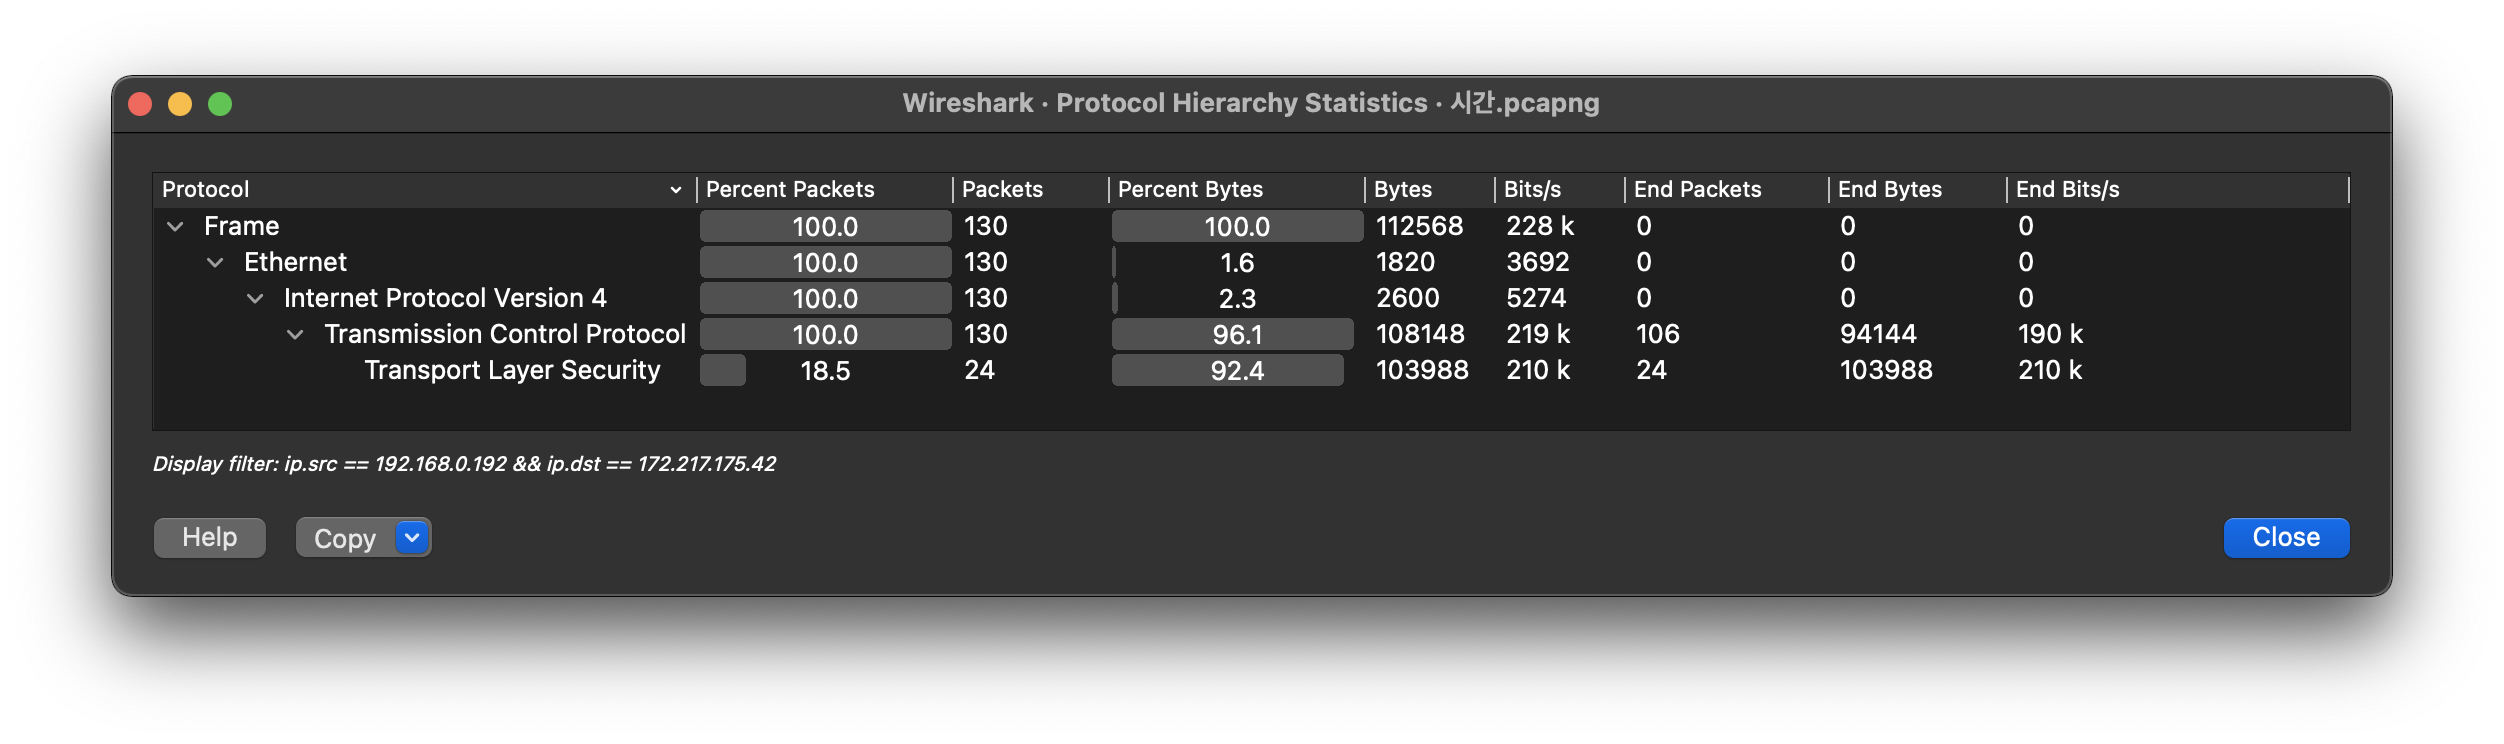 Wireshark · Protocol Hierarchy Statistics · 시간.pcapng
Protocol Percent Packets Packets Percent Bytes Bytes Bits/s End Packets End Bytes End Bits/s
Frame 100.0 130 100.0 112568 228 k 0 0 0
Ethernet 100.0 130 1.6 1820 3692 0 0 0
Internet Protocol Version 4 100.0 130 2.3 2600 5274 0 0 0
Transmission Control Protocol 100.0 130 96.1 108148 219 k 106 94144 190 k
Transport Layer Security 18.5 24 92.4 103988 210 k 24 103988 210 k
Display filter: ip.src == 192.168.0.192 && ip.dst == 172.217.175.42
Help Copy Close